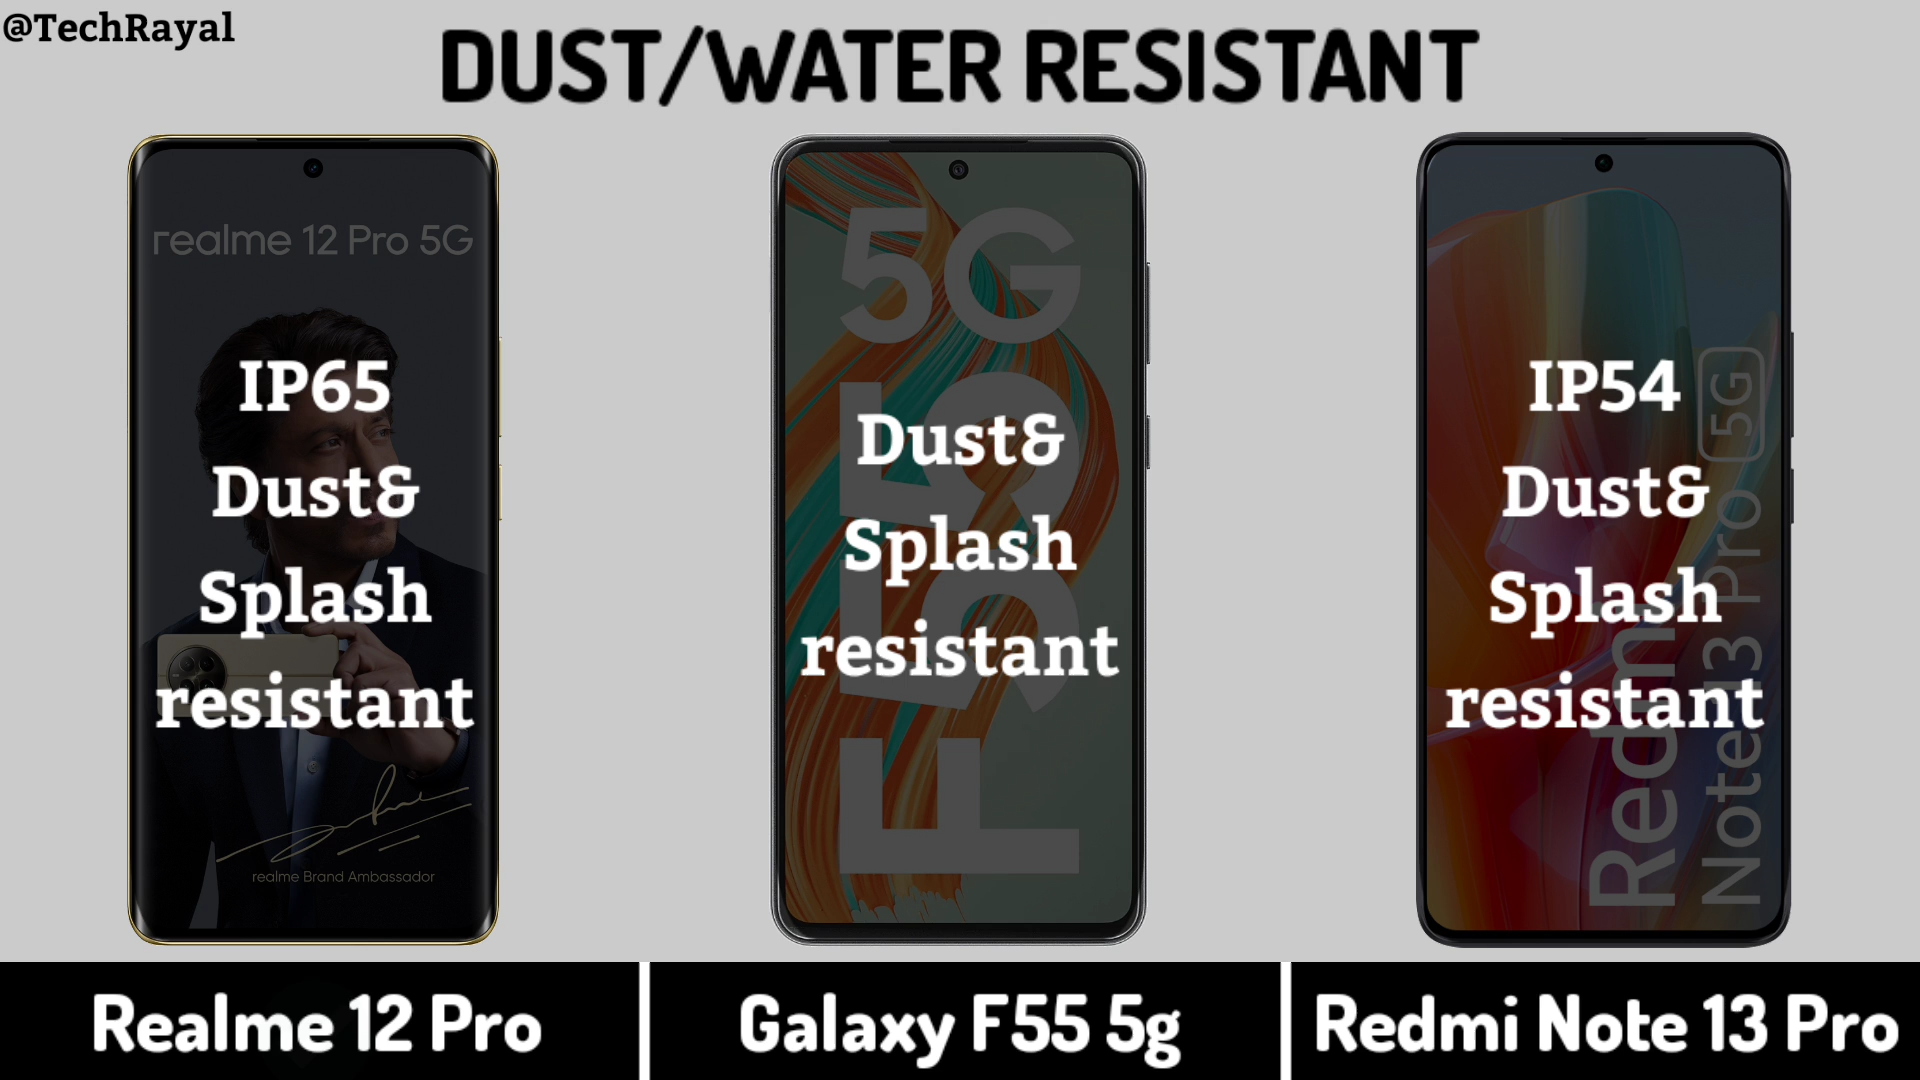 @TechRayal
DUST/WATER RESISTANT
realme 12 Pro 5G
IP65
Dust&
Splash
resistant
realme Brand Ambassador
5G
F55
Dust&
Splash
resistant
5G
Redmi
Note 13 Pro
IP54
Dust&
Splash
resistant
Realme 12 Pro
Galaxy F55 5g
Redmi Note 13 Pro